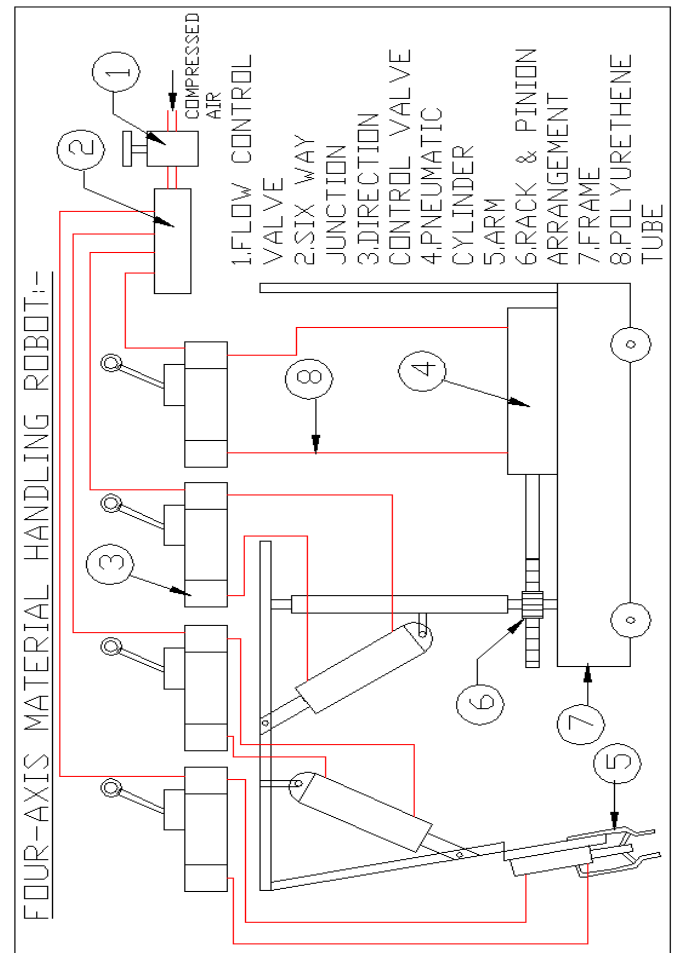 FOUR-AXIS MATERIAL HANDLING ROBOT:-
COMPRESSED
AIR
1.FLOW CONTROL
VALVE
2.SIX WAY
JUNCTION
3.DIRECTION
CONTROL VALVE
4.PNEUMATIC
CYLINDER
5.ARM
6.RACK & PINION
ARRANGEMENT
7.FRAME
8.POLYURETHENE
TUBE
1
2
3
8
4
6
7
5